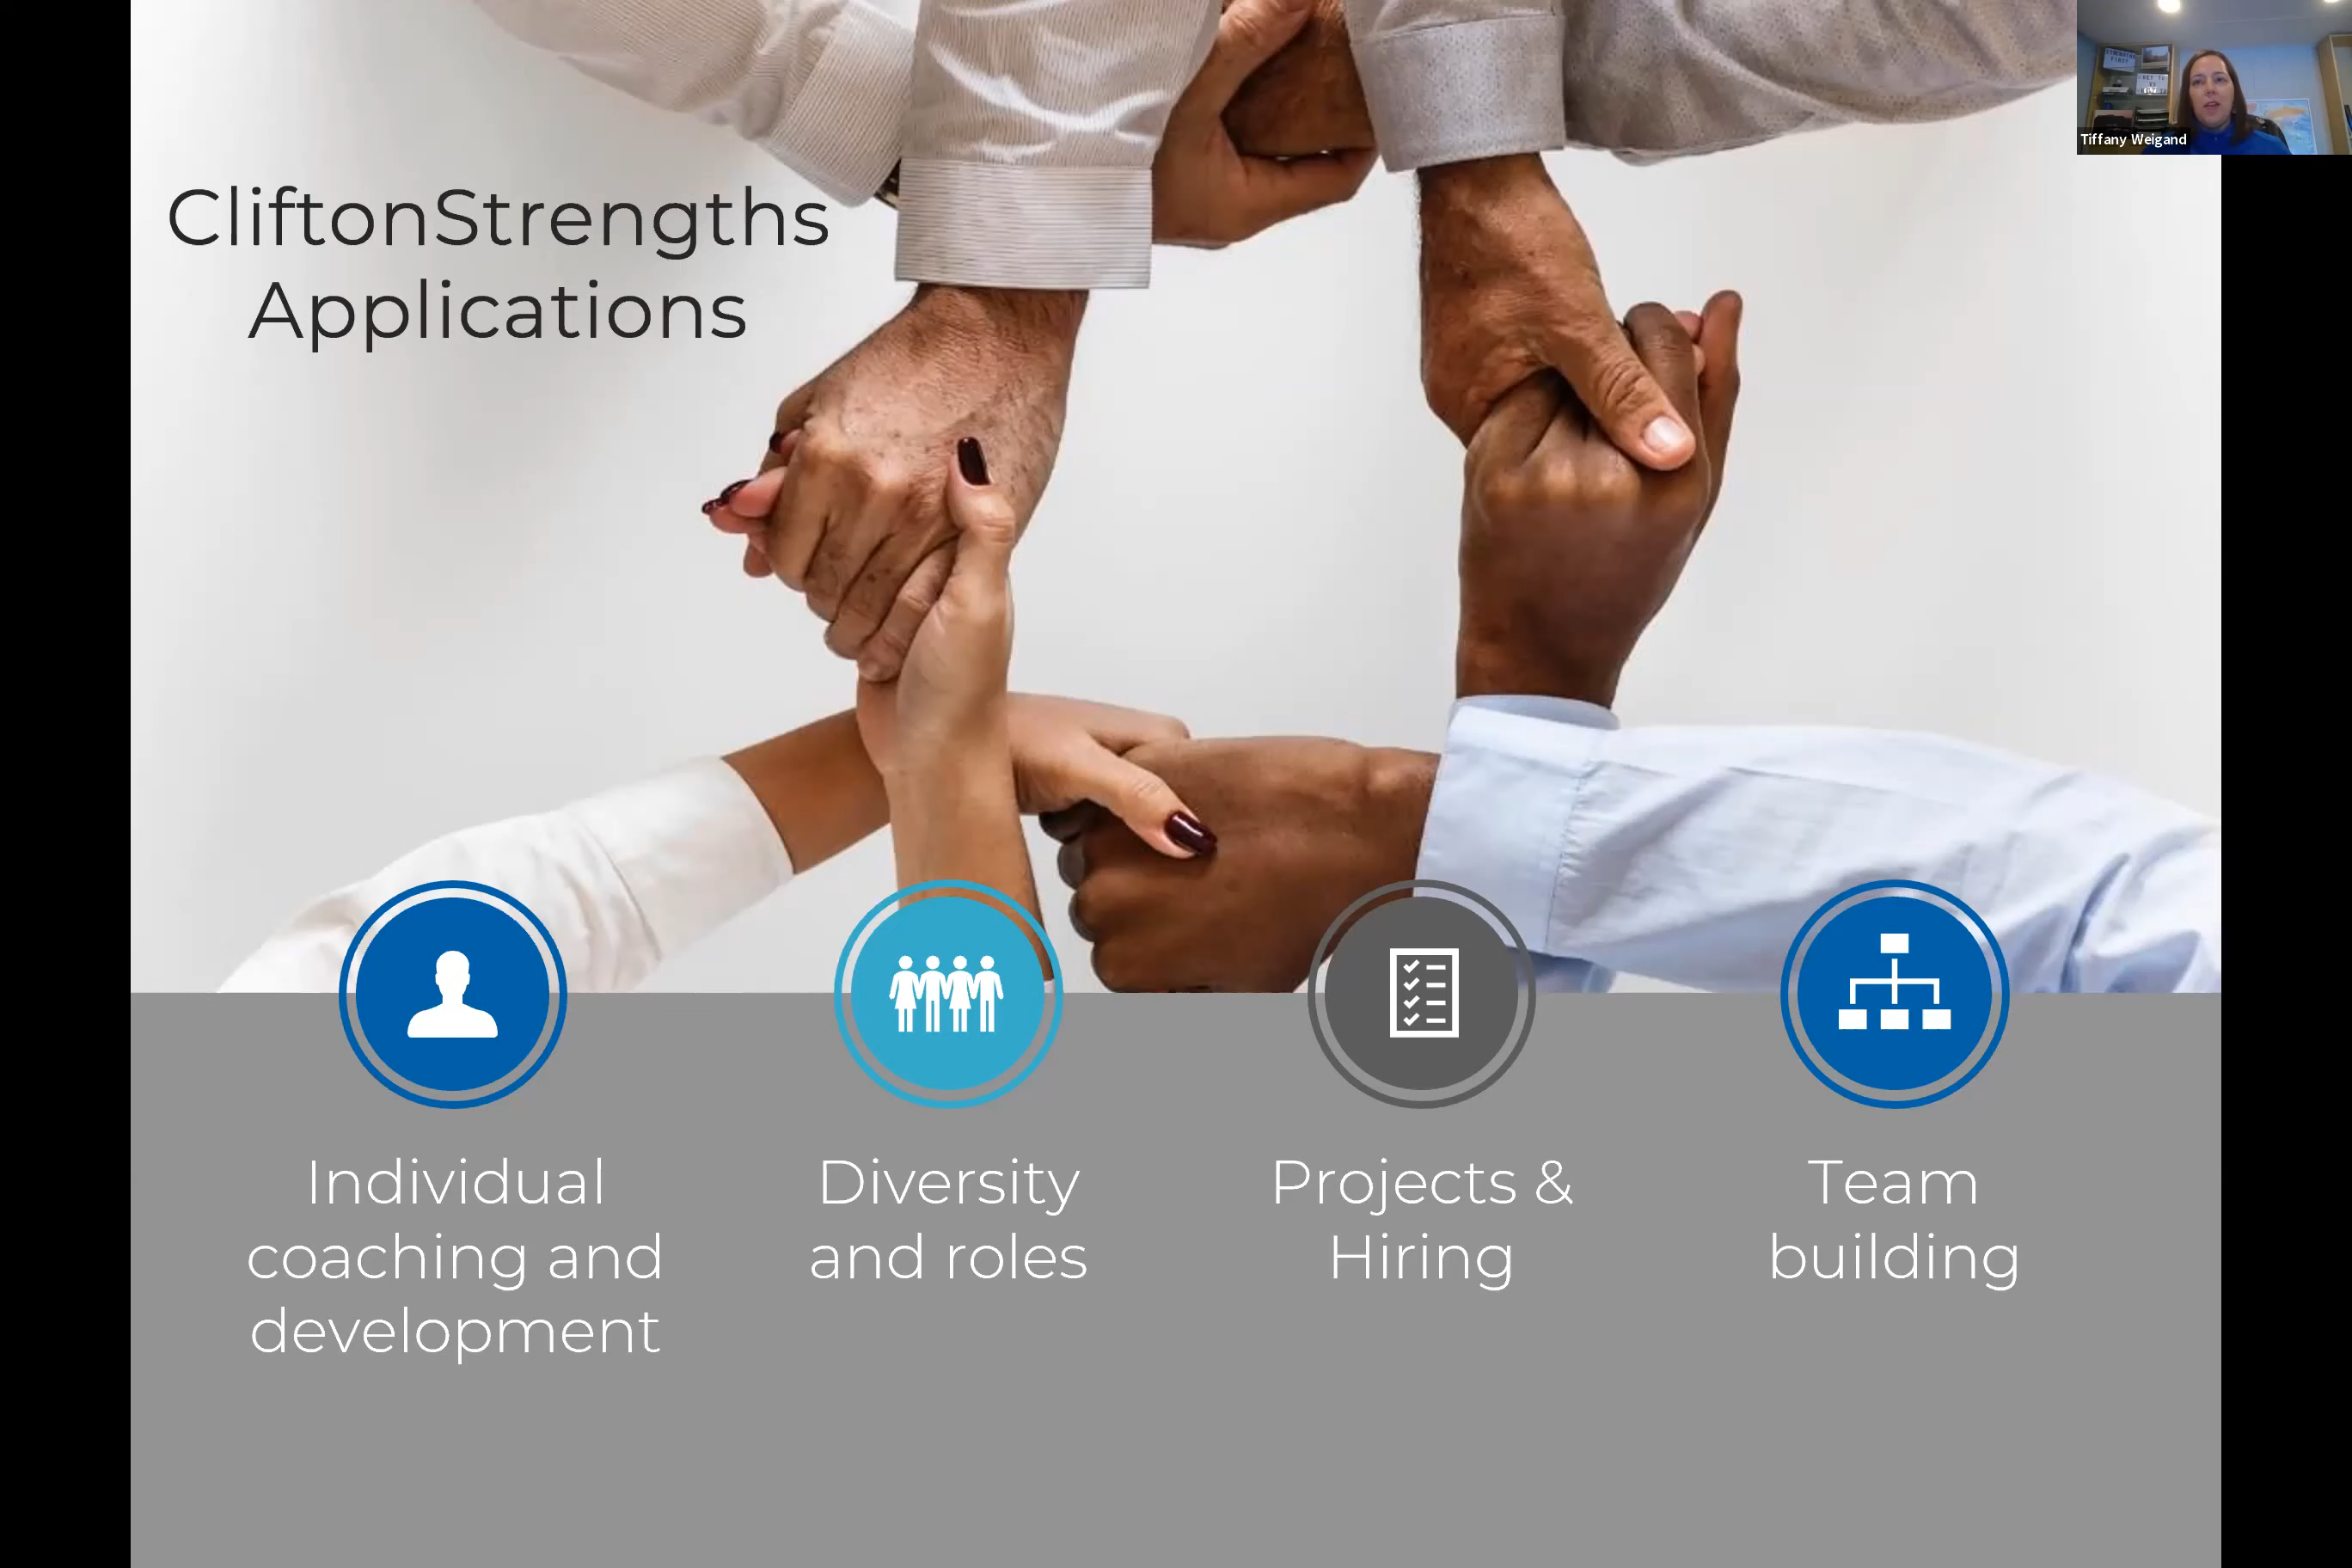 CliftonStrengths
Applications
Tiffany Weigand
Individual
coaching and
development
Diversity
and roles
Projects &
Hiring
Team
building